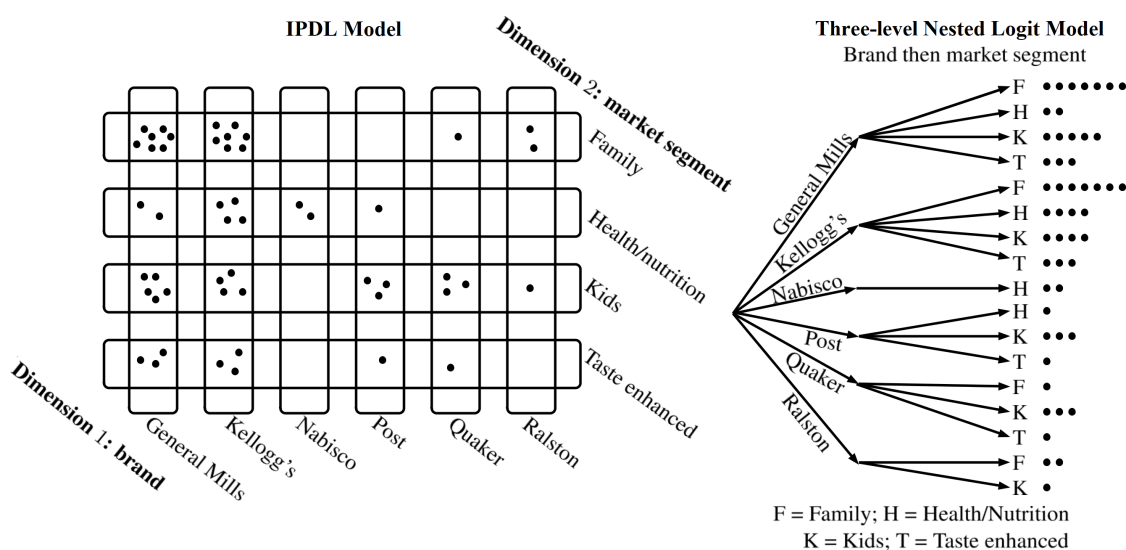 IPDL Model
Dimension 2: market segment
Family
Health/nutrition
Kids
Taste enhanced
Dimension 1: brand
General Mills
Kellogg's
Nabisco
Post
Quaker
Ralston
Three-level Nested Logit Model
Brand then market segment
General Mills
F
H
K
T
Kellogg's
F
H
K
T
Nabisco
H
Post
H
K
T
Quaker
F
K
T
Ralston
F
K
F = Family; H = Health/Nutrition
K = Kids; T = Taste enhanced